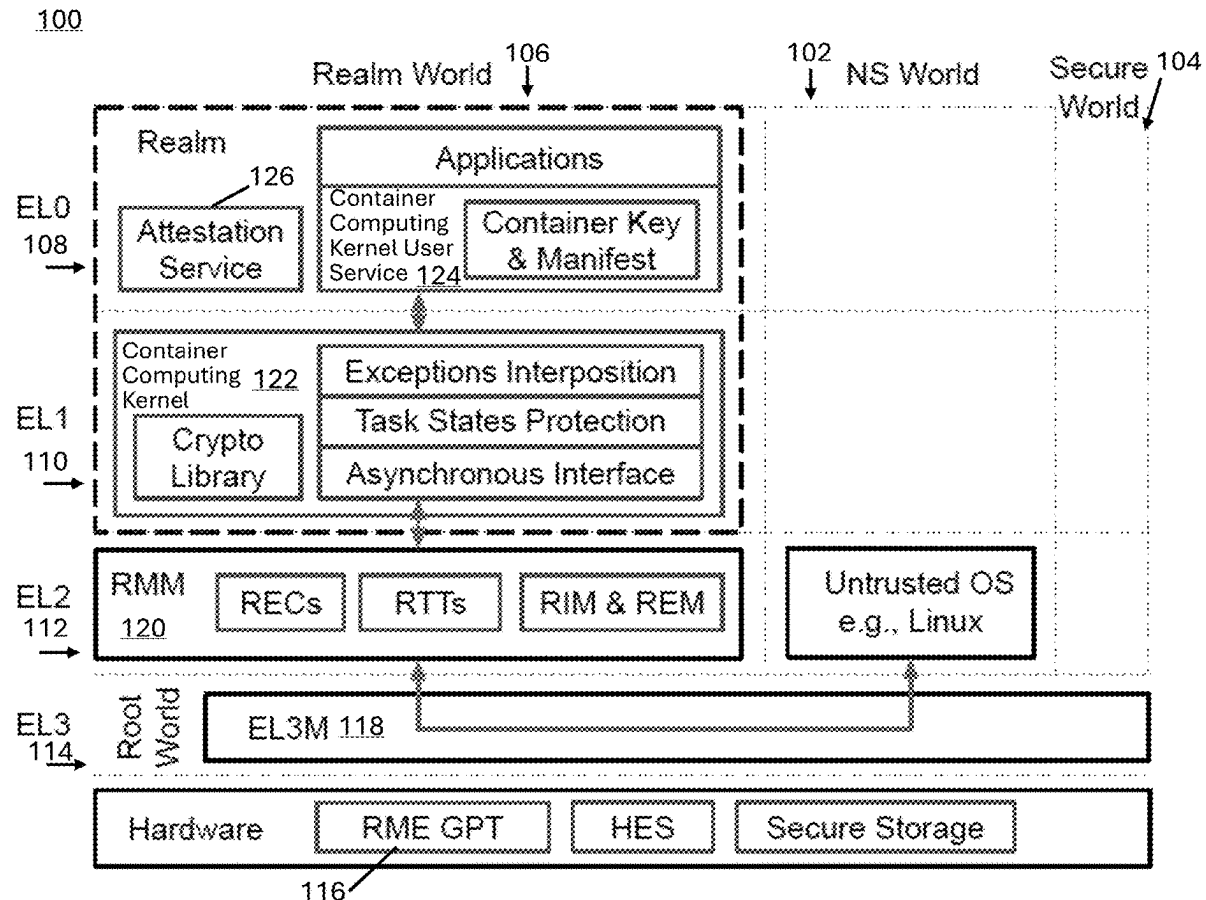 100
Realm World
106
102
NS World
Secure
World
104
Realm
126
Attestation
Service
Applications
Container
Computing
Kernel User
Service 124
Container Key
& Manifest
EL0
108
Container
Computing
Kernel
122
Crypto
Library
Exceptions Interposition
Task States Protection
Asynchronous Interface
EL1
110
RMM
120
RECs
RTTs
RIM & REM
Untrusted OS
e.g., Linux
EL2
112
Root
World
EL3M 118
EL3
114
Hardware
RME GPT
HES
Secure Storage
116